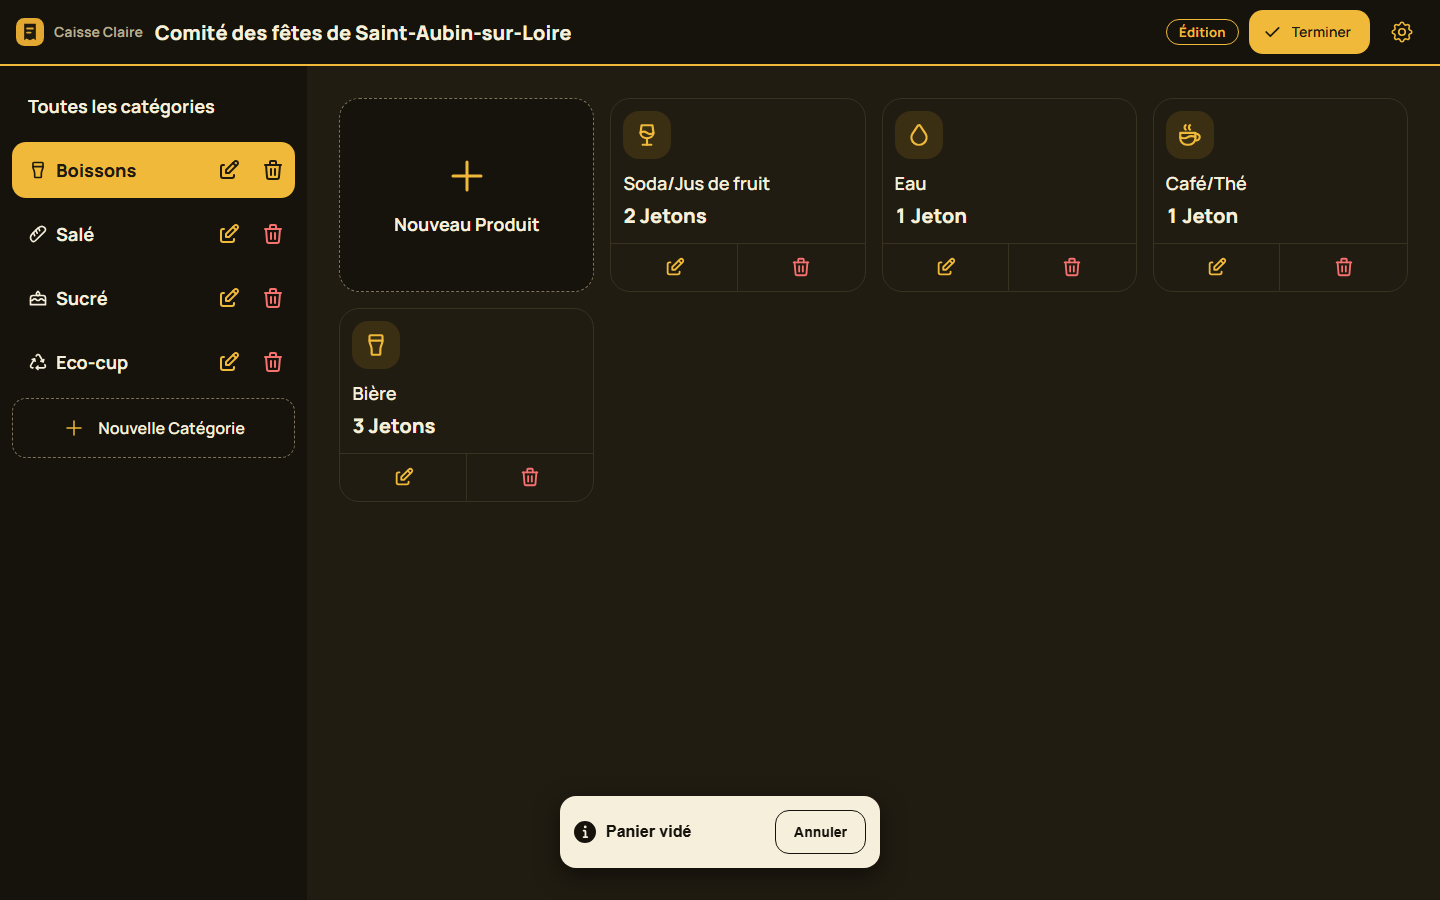 Caisse Claire
Comité des fêtes de Saint-Aubin-sur-Loire
Édition
Terminer
Toutes les catégories
Boissons
Salé
Sucré
Eco-cup
Nouvelle Catégorie
Nouveau Produit
Soda/Jus de fruit
2 Jetons
Eau
1 Jeton
Café/Thé
1 Jeton
Bière
3 Jetons
Panier vidé
Annuler